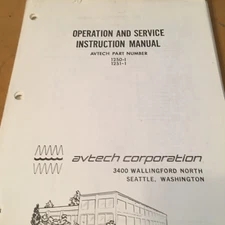 OPERATION AND SERVICE
INSTRUCTION MANUAL
AVTECH PART NUMBER
1250-1
1251-1
avtech corporation
3400 WALLINGFORD NORTH
SEATTLE, WASHINGTON